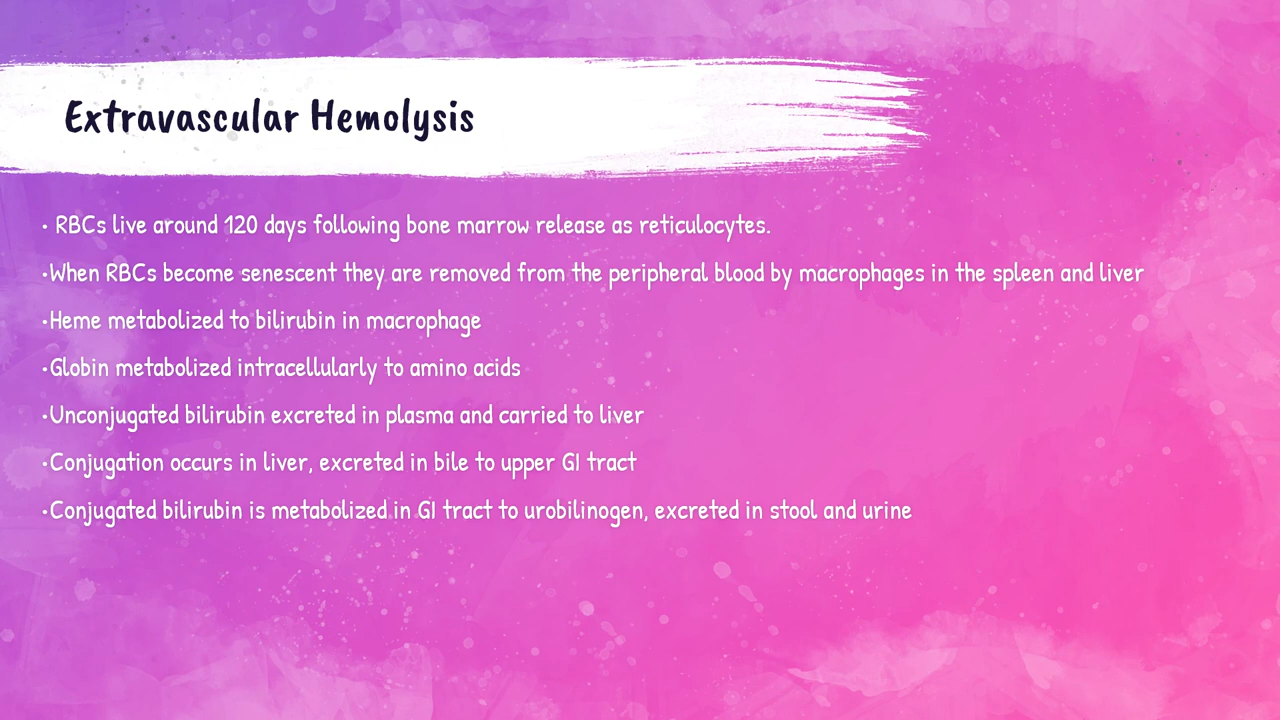 Extravascular Hemolysis
• RBCs live around 120 days following bone marrow release as reticulocytes.
•When RBCs become senescent they are removed from the peripheral blood by macrophages in the spleen and liver
•Heme metabolized to bilirubin in macrophage
•Globin metabolized intracellularly to amino acids
•Unconjugated bilirubin excreted in plasma and carried to liver
•Conjugation occurs in liver, excreted in bile to upper GI tract
•Conjugated bilirubin is metabolized in GI tract to urobilinogen, excreted in stool and urine